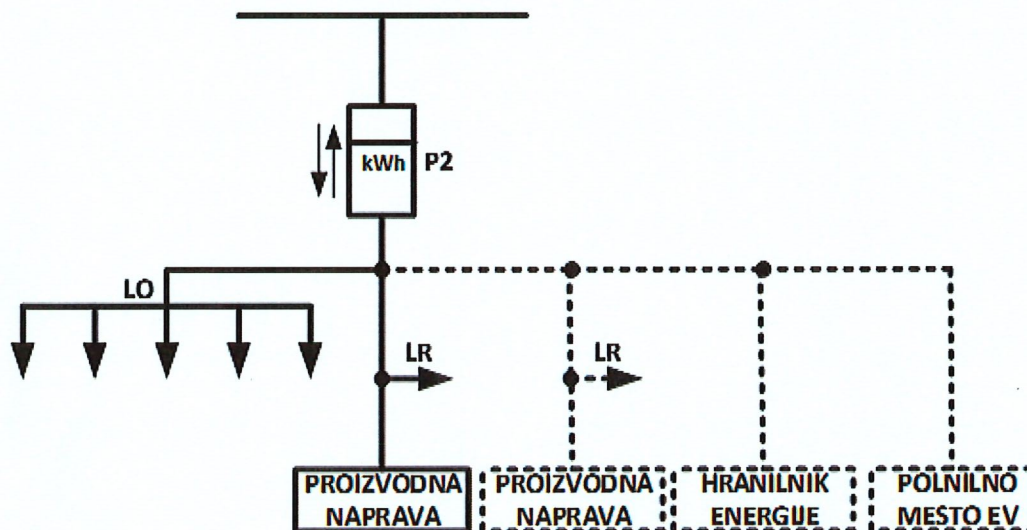 kWh P2
LO
LR LR
PROIZVODNA PROIZVODNA HRANILNIK POLNILNO
NAPRAVA NAPRAVA ENERGIJE MESTO EV